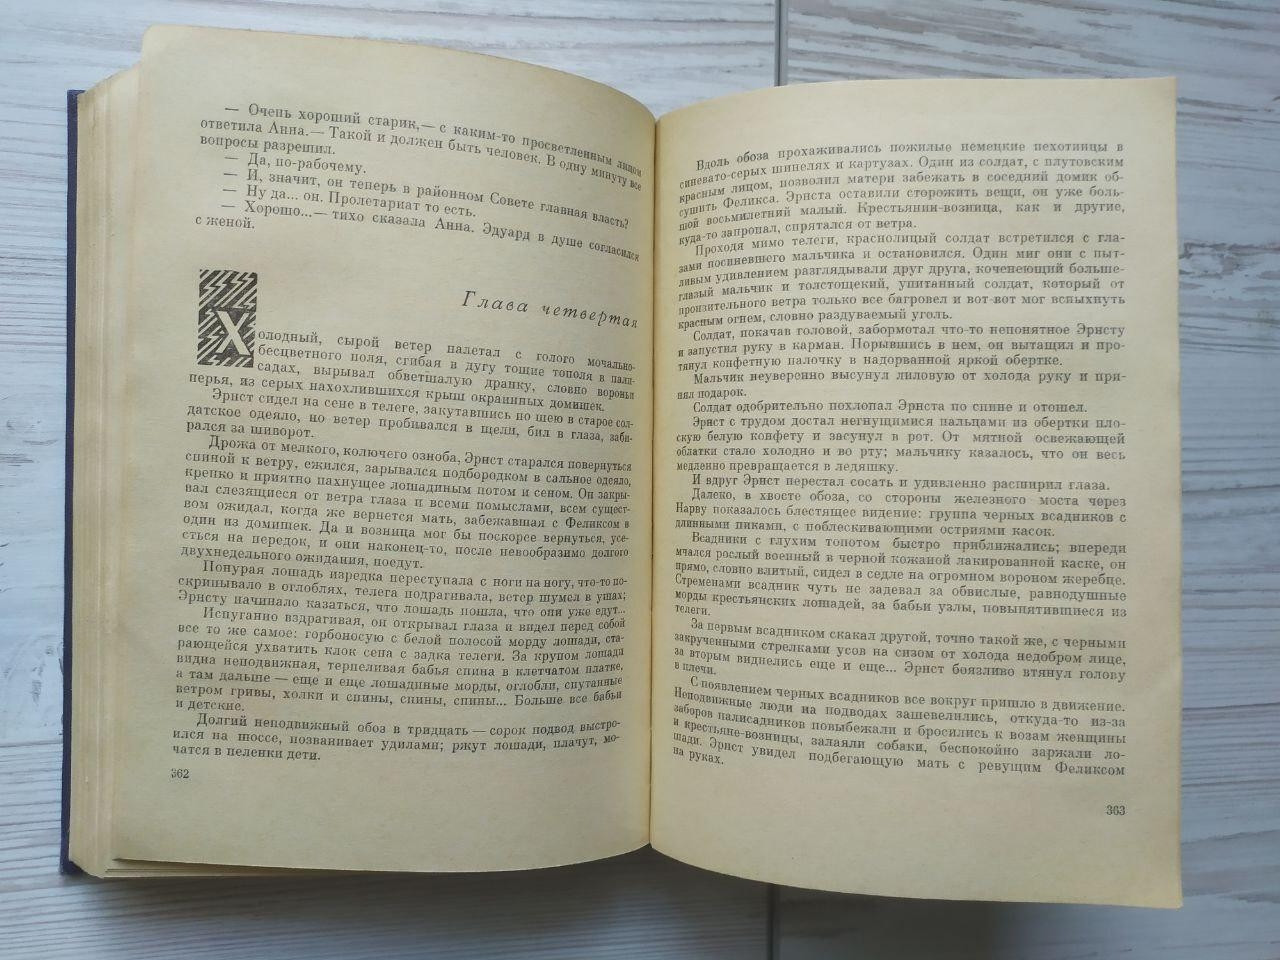 — Очень хороший старик,— с каким-то просветленным лицом
ответила Анна.— Такой и должен быть человек. В одну минуту все
вопросы разрешил.
— Да, по-рабочему.
— И, значит, он теперь в районном Совете главная власть?
— Ну да... он. Пролетариат то есть.
— Хорошо...— тихо сказала Анна. Эдуард в душе согласился
с женой.
Глава четвертая
Холодный, сырой ветер налетал с голого мочально-
бесцветного поля, сгибая в дугу тощие тополя в пали-
садах, вырывал обветшалую дранку, словно вороньи
перья, из серых нахохлившихся крыш окраинных домишек.
Эрнст сидел на сене в телеге, закутавшись по шею в старое сол-
датское одеяло, но ветер пробивался в щели, бил в глаза, заби-
рался за шиворот.
Дрожа от мелкого, колючего озноба, Эрнст старался повернуться
спиной к ветру, ежился, зарывался подбородком в сальное одеяло,
крепко и приятно пахнущее лошадиным потом и сеном. Он закры-
вал слезящиеся от ветра глаза и всеми помыслами, всем сущест-
вом ожидал, когда же вернется мать, забежавшая с Феликсом в
один из домишек. Да и возница мог бы поскорее вернуться, усе-
сться на передок, и они наконец-то, после невообразимо долгого
двухнедельного ожидания, поедут.
Понурая лошадь изредка переступала с ноги на ногу, что-то по-
скрипывало в оглоблях, телега подрагивала, ветер шумел в ушах;
Эрнсту начинало казаться, что лошадь пошла, что они уже едут...
Испуганно вздрагивая, он открывал глаза и видел перед собой
все то же самое: горбоносую с белой полосой морду лошади, ста-
рающейся ухватить клок сена с задка телеги. За крупом лошади
видна неподвижная, терпеливая бабья спина в клетчатом платке,
а там дальше — еще и еще лошадиные морды, оглобли, спутанные
ветром гривы, холки и спины, спины, спины... Больше все бабьи
и детские.
Долгий неподвижный обоз в тридцать — сорок подвод выстро-
ился на шоссе, позванивает удилами; ржут лошади, плачут, мо-
чатся в пеленки дети.
362
Вдоль обоза прохаживались пожилые немецкие пехотинцы в
синевато-серых шинелях и картузах. Один из солдат, с плутовским
красным лицом, позволил матери забежать в соседний домик об-
сушить Феликса. Эрнста оставили сторожить вещи, он уже боль-
шой восьмилетний малый. Крестьянин-возница, как и другие,
куда-то запропал, спрятался от ветра.
Проходя мимо телеги, краснолицый солдат встретился с гла-
зами посиневшего мальчика и остановился. Один миг они с пыт-
ливым удивлением разглядывали друг друга, коченеющий больше-
глазый мальчик и толстощекий, упитанный солдат, который от
пронзительного ветра только все багровел и вот-вот мог вспыхнуть
красным огнем, словно раздуваемый уголь.
Солдат, покачав головой, забормотал что-то непонятное Эрнсту
и запустил руку в карман. Порывшись в нем, он вытащил и про-
тянул конфетную палочку в надорванной яркой обертке.
Мальчик неуверенно высунул лиловую от холода руку и при-
нял подарок.
Солдат одобрительно похлопал Эрнста по спине и отошел.
Эрнст с трудом достал негнущимися пальцами из обертки пло-
скую белую конфету и засунул в рот. От мятной освежающей
облатки стало холодно и во рту; мальчику казалось, что он весь
медленно превращается в ледяшку.
И вдруг Эрнст перестал сосать и удивленно расширил глаза.
Далеко, в хвосте обоза, со стороны железного моста через
Нарву показалось блестящее видение: группа черных всадников с
длинными пиками, с поблескивающими остриями касок.
Всадники с глухим топотом быстро приближались; впереди
мчался рослый военный в черной кожаной лакированной каске, он
прямо, словно влитый, сидел в седле на огромном вороном жеребце.
Стременами всадник чуть не задевал за обвислые, равнодушные
морды крестьянских лошадей, за бабьи узлы, повыпятившиеся из
телеги.
За первым всадником скакал другой, точно такой же, с черными
закрученными стрелками усов на сизом от холода недобром лице,
за вторым виднелись еще и еще... Эрнст боязливо втянул голову
в плечи.
С появлением черных всадников все вокруг пришло в движение.
Неподвижные люди на подводах зашевелились, откуда-то из-за
заборов палисадников повыбежали и бросились к возам женщины
и крестьяне-возницы, залаяли собаки, беспокойно заржали ло-
шади. Эрнст увидел подбегающую мать с ревущим Феликсом
на руках.
363